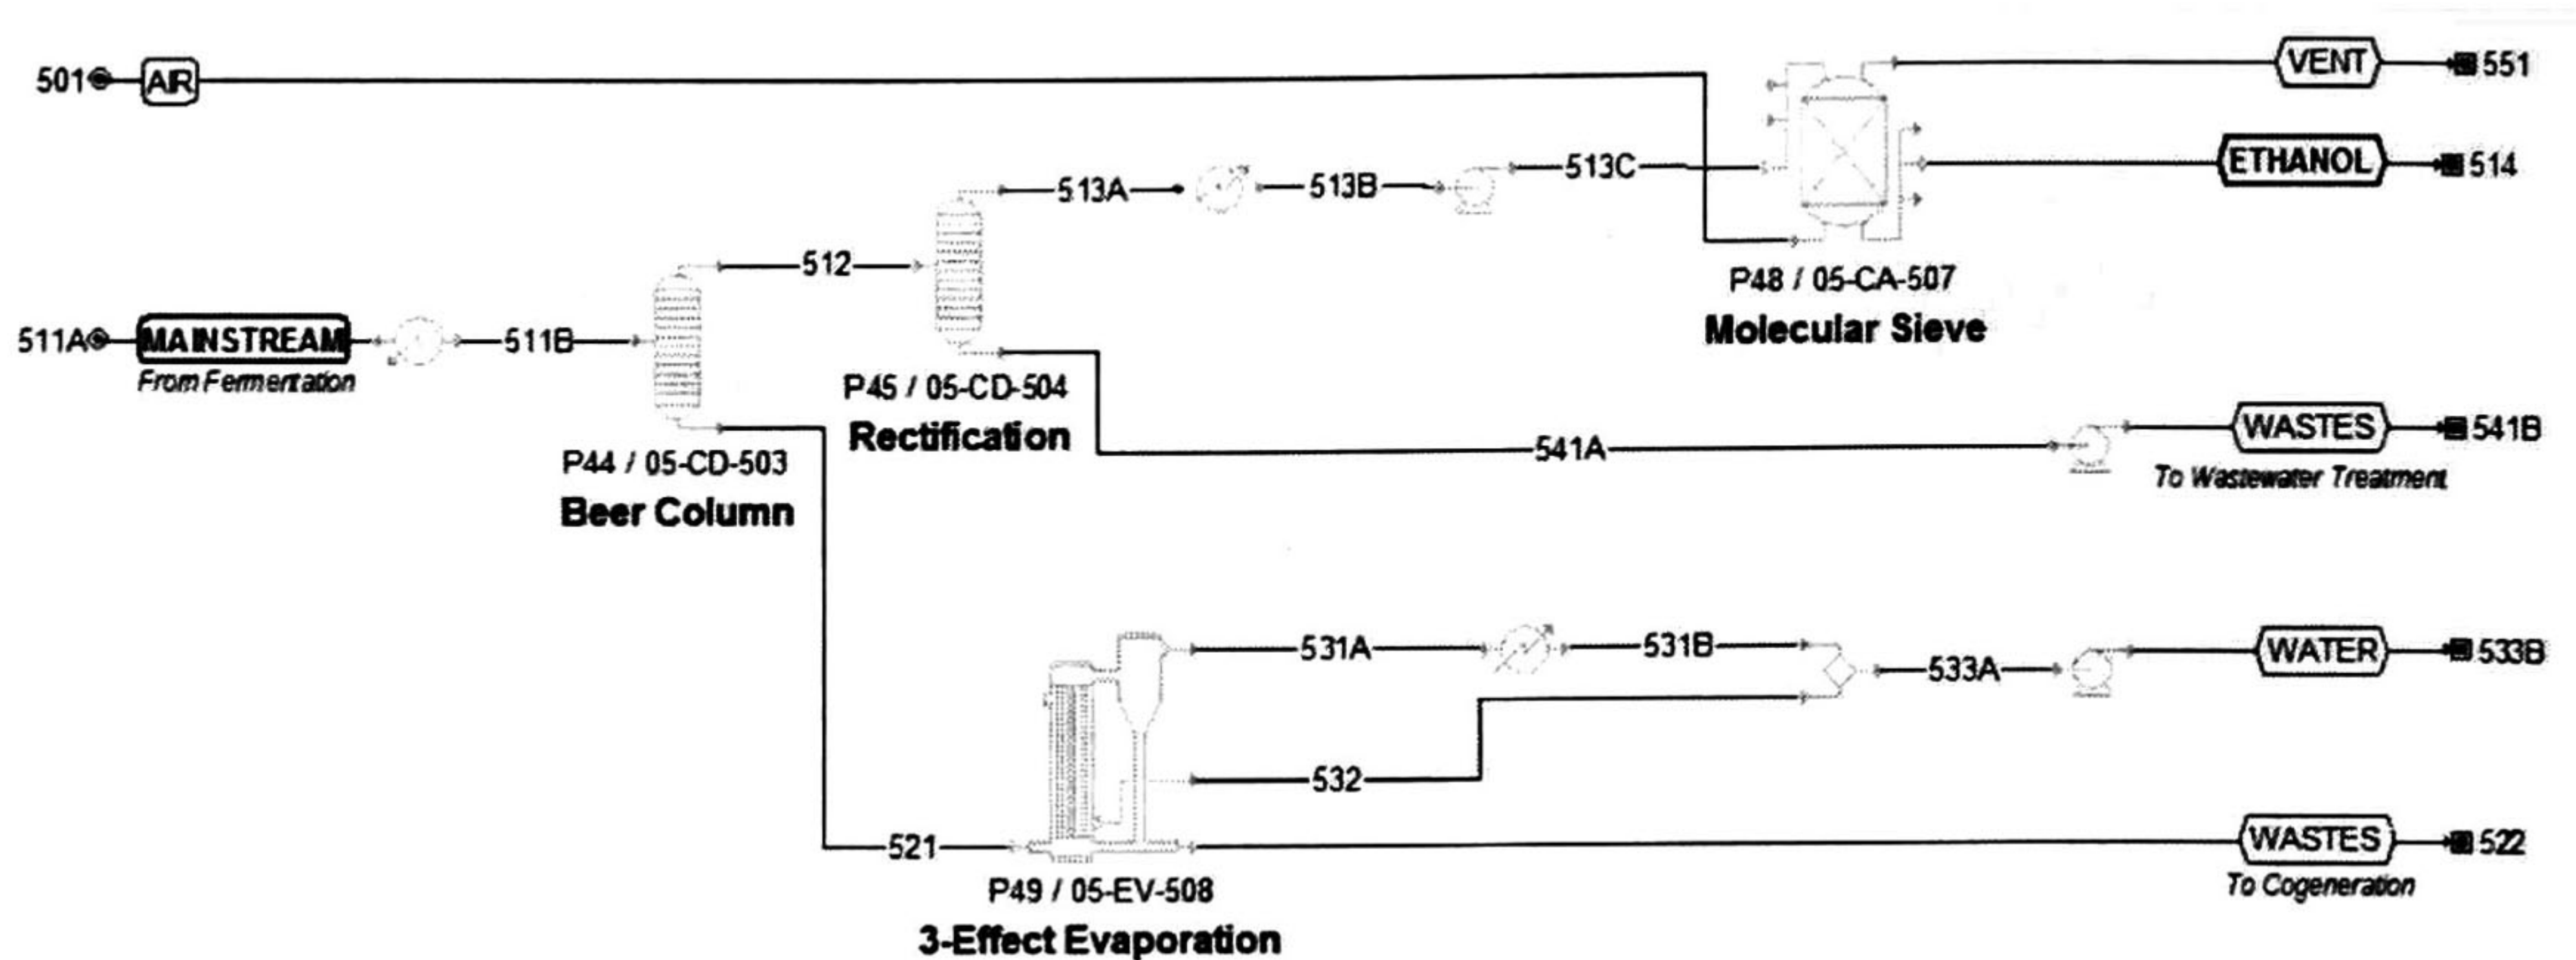 501 AIR
VENT 551
513A 513B 513C
ETHANOL 514
512
P48 / 05-CA-507
Molecular Sieve
511A MAINSTREAM 511B
From Fermentation
P45 / 05-CD-504
Rectification
541A
WASTES 541B
To Wastewater Treatment
P44 / 05-CD-503
Beer Column
531A 531B
533A
WATER 533B
532
521
WASTES 522
To Cogeneration
P49 / 05-EV-508
3-Effect Evaporation